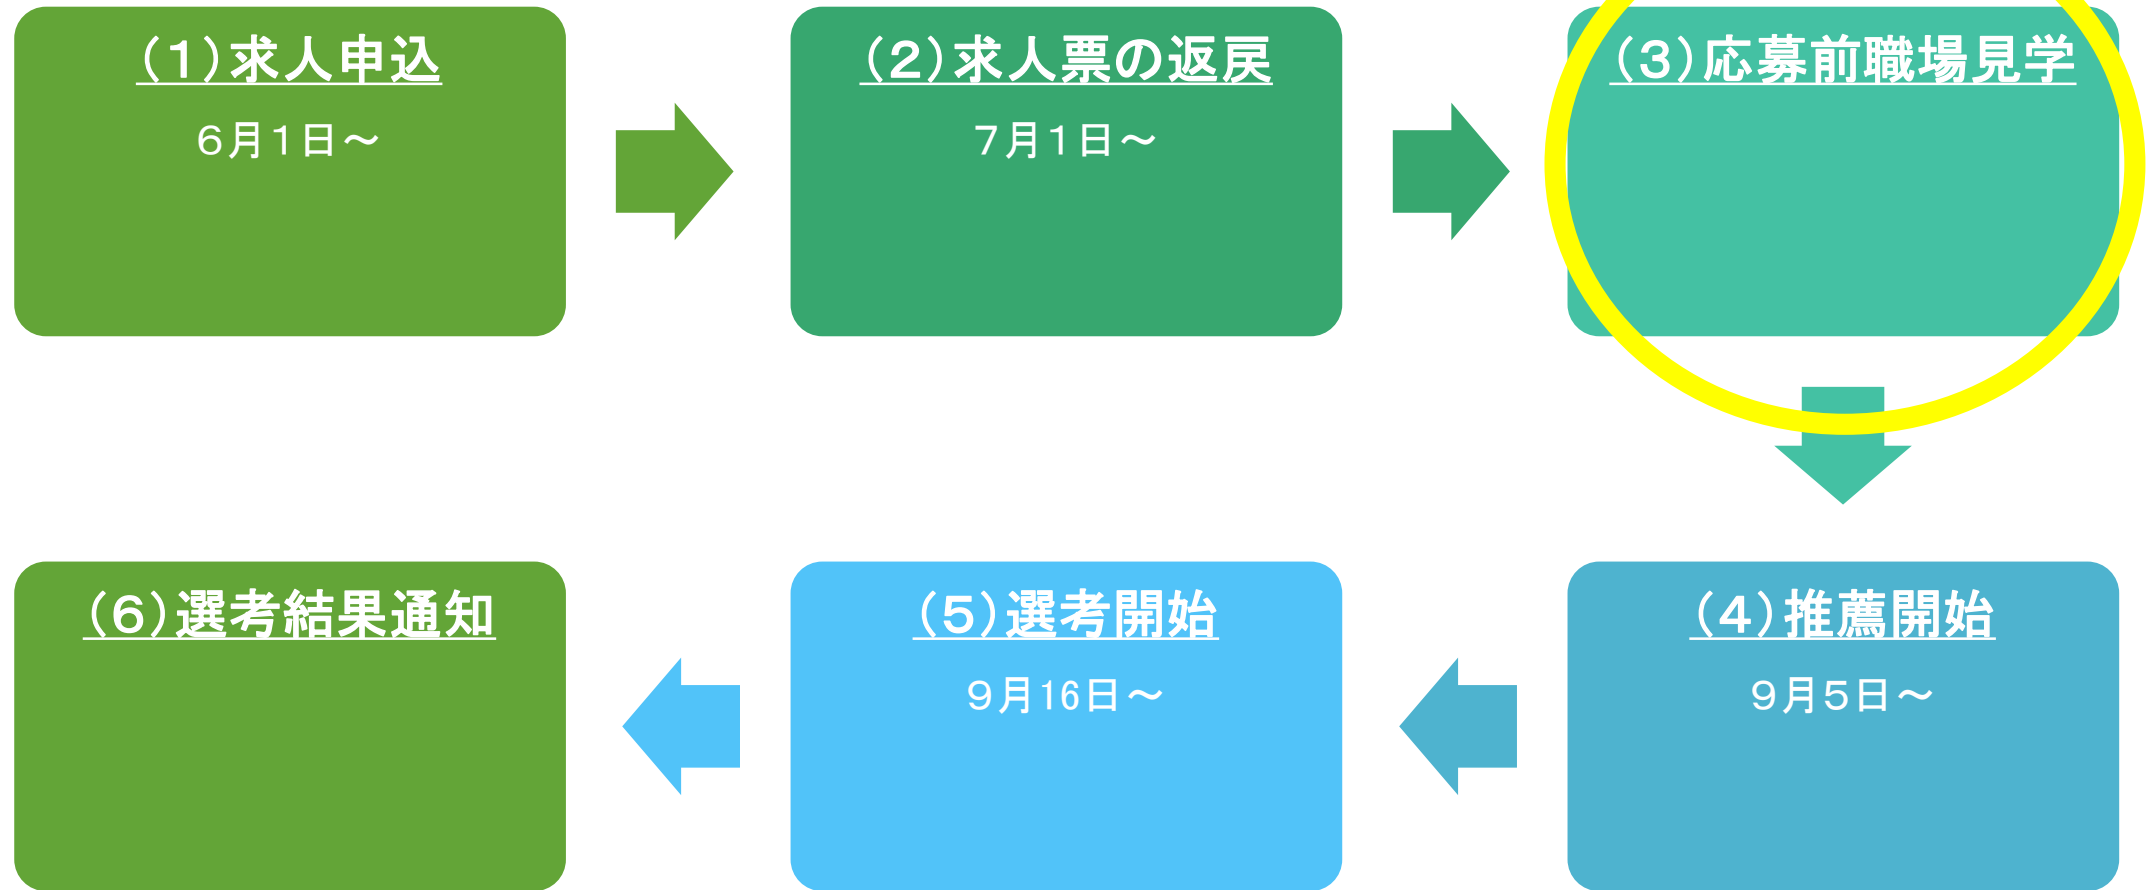 （１）求人申込
６月１日～
（２）求人票の返戻
７月１日～
（３）応募前職場見学
（４）推薦開始
９月５日～
（５）選考開始
９月16日～
（６）選考結果通知